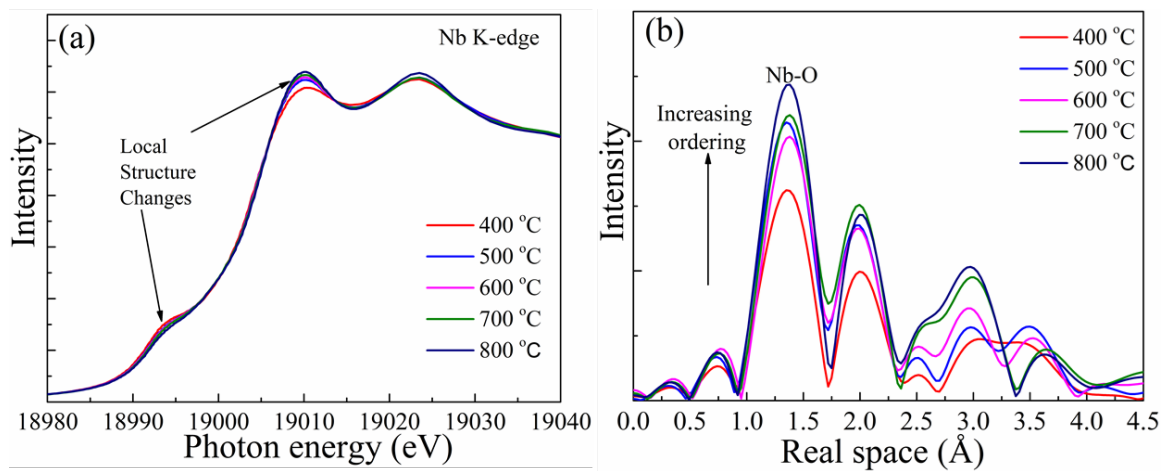 (a)
Nb K-edge
Local
Structure
Changes
400 °C
500 °C
600 °C
700 °C
800 °C
Intensity
18980 18990 19000 19010 19020 19030 19040
Photon energy (eV)
(b)
Nb-O
Increasing
ordering
400 °C
500 °C
600 °C
700 °C
800 °C
Intensity
0.0 0.5 1.0 1.5 2.0 2.5 3.0 3.5 4.0 4.5
Real space (Å)